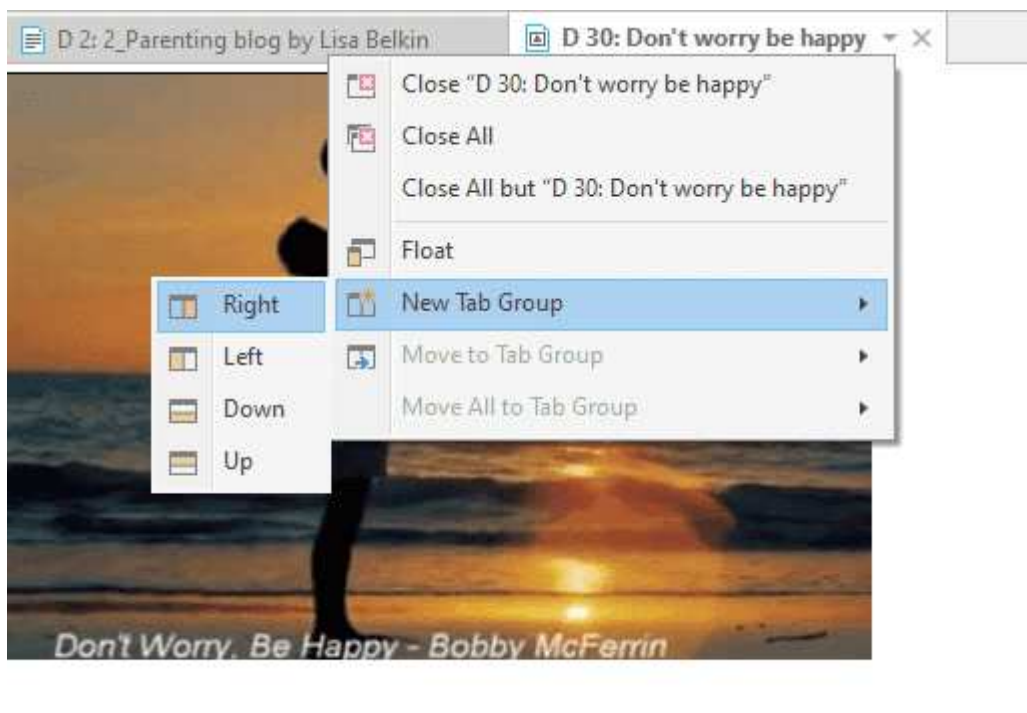 D 2: 2_Parenting blog by Lisa Belkin
D 30: Don't worry be happy
Close “D 30: Don't worry be happy”
Close All
Close All but “D 30: Don't worry be happy”
Float
New Tab Group
Move to Tab Group
Move All to Tab Group
Right
Left
Down
Up
Don't Worry, Be Happy - Bobby McFerrin